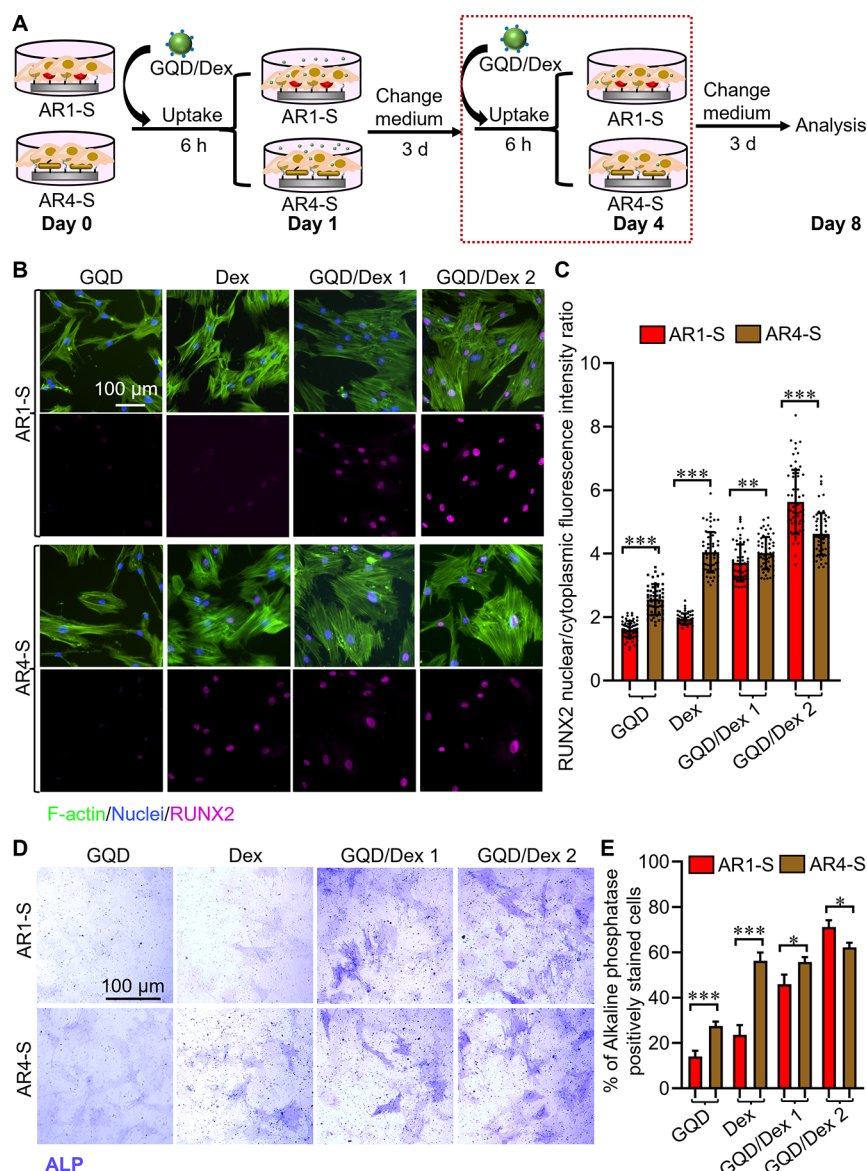 A
GQD/Dex
AR1-S
Uptake
6 h
AR4-S
Day 0
AR1-S
AR4-S
Day 1
Change
medium
3 d
GQD/Dex
Uptake
6 h
AR1-S
AR4-S
Day 4
Change
medium
3 d
Analysis
Day 8
B
GQD Dex GQD/Dex 1 GQD/Dex 2
AR1-S
100 µm
AR4-S
F-actin/Nuclei/RUNX2
C
AR1-S AR4-S
RUNX2 nuclear/cytoplasmic fluorescence intensity ratio
10
8
6
4
2
0
***
***
**
***
GQD
Dex
GQD/Dex 1
GQD/Dex 2
D
GQD Dex GQD/Dex 1 GQD/Dex 2
AR1-S
100 µm
AR4-S
ALP
E
AR1-S AR4-S
% of Alkaline phosphatase
positively stained cells
100
80
60
40
20
0
***
***
*
*
GQD
Dex
GQD/Dex 1
GQD/Dex 2